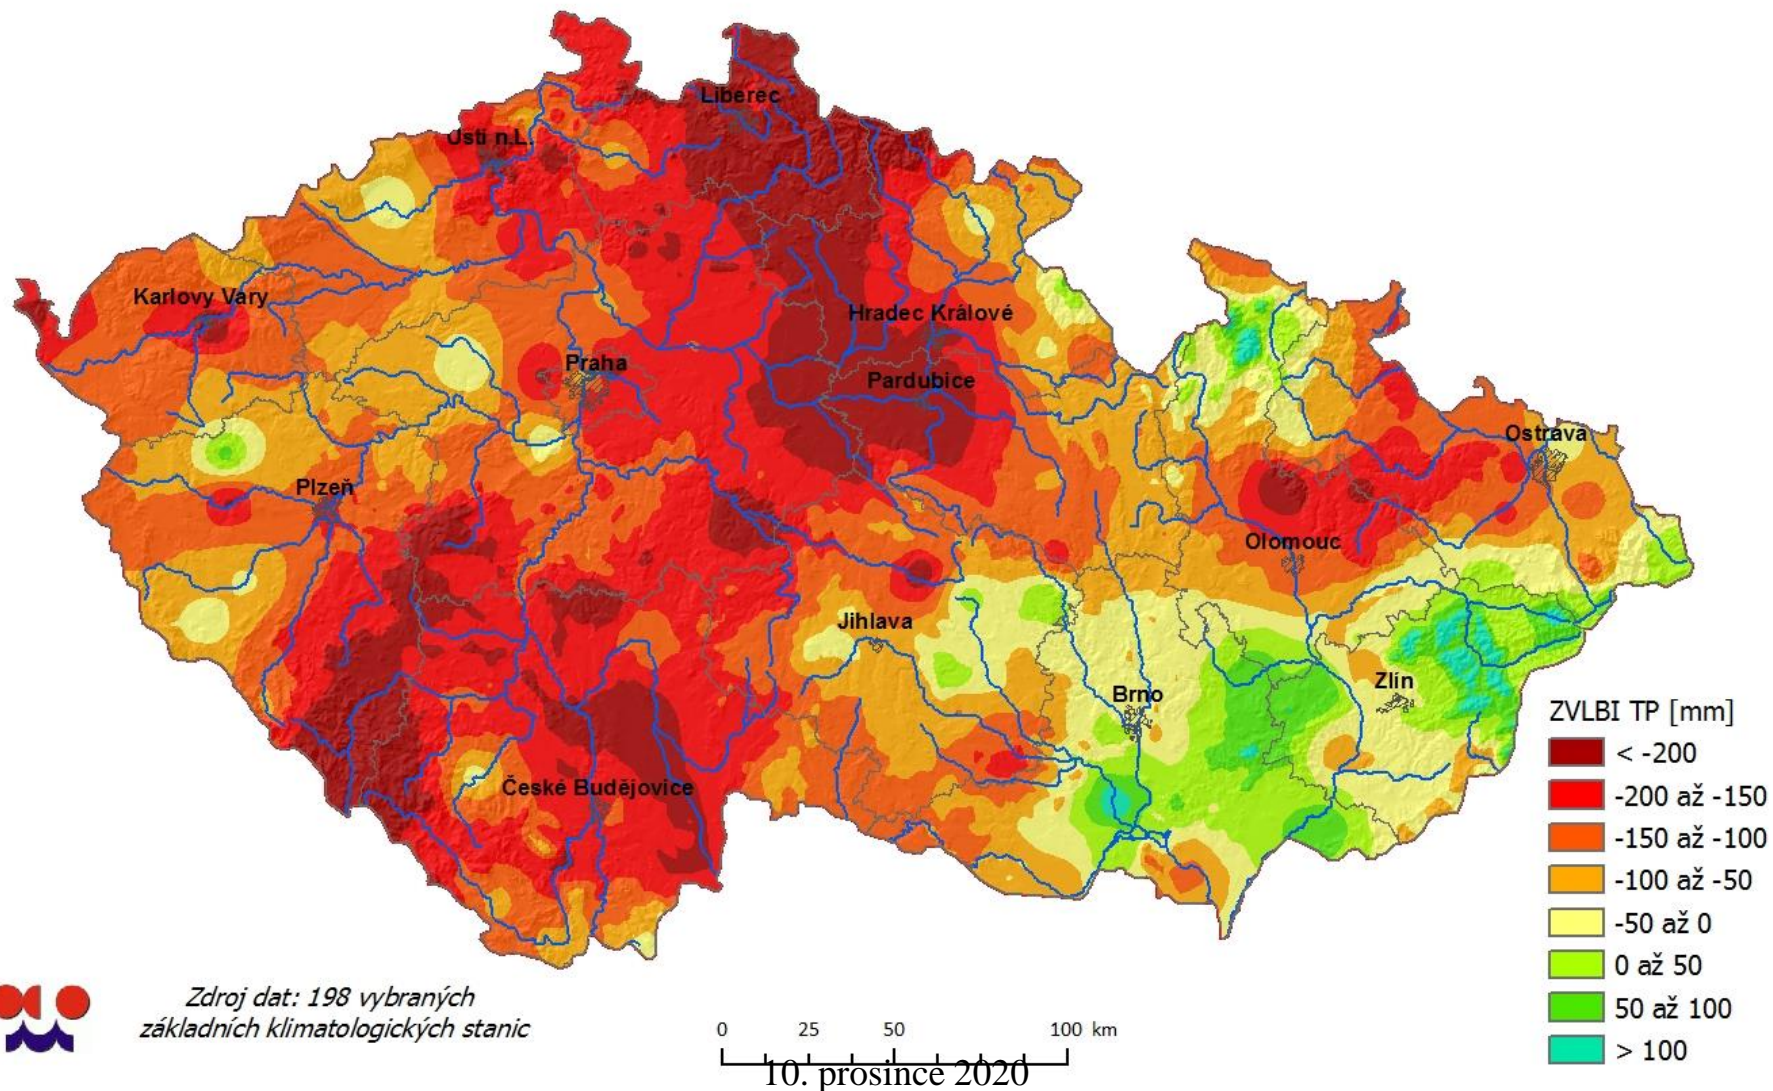 Liberec
Ústí n.L.
Karlovy Vary
Hradec Králové
Praha
Pardubice
Ostrava
Plzeň
Olomouc
Jihlava
Zlín
Brno
České Budějovice
ZVLBI TP [mm]
< -200
-200 až -150
-150 až -100
-100 až -50
-50 až 0
0 až 50
50 až 100
> 100
Zdroj dat: 198 vybraných
základních klimatologických stanic
0 25 50 100 km
10. prosince 2020